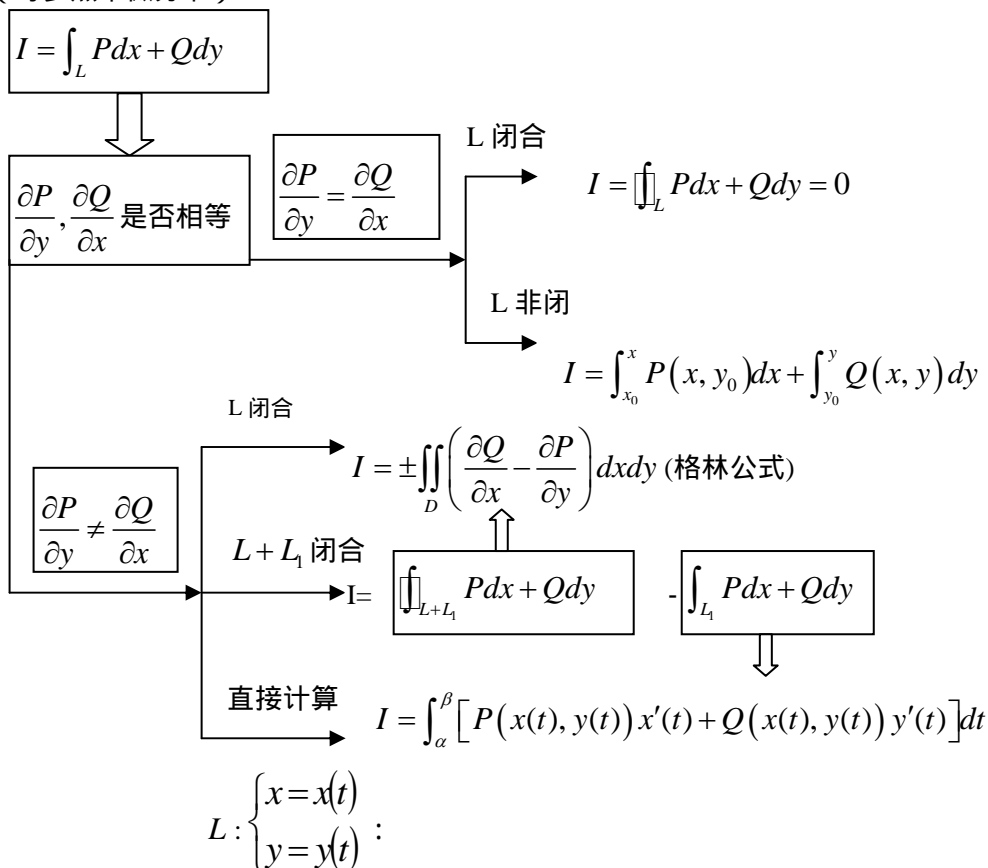 I = ∫_L Pdx + Qdy
∂P/∂y, ∂Q/∂x 是否相等
∂P/∂y = ∂Q/∂x
L 闭合
I = ∮_L Pdx + Qdy = 0
L 非闭
I = ∫_{x_0}^{x} P(x, y_0)dx + ∫_{y_0}^{y} Q(x, y)dy
∂P/∂y ≠ ∂Q/∂x
L 闭合
I = ±∬_D (∂Q/∂x − ∂P/∂y) dxdy (格林公式)
L + L_1 闭合
I= ∮_{L+L_1} Pdx + Qdy - ∫_{L_1} Pdx + Qdy
直接计算
I = ∫_α^β [P(x(t), y(t)) x′(t) + Q(x(t), y(t)) y′(t)]dt
L : { x = x(t)
y = y(t) :